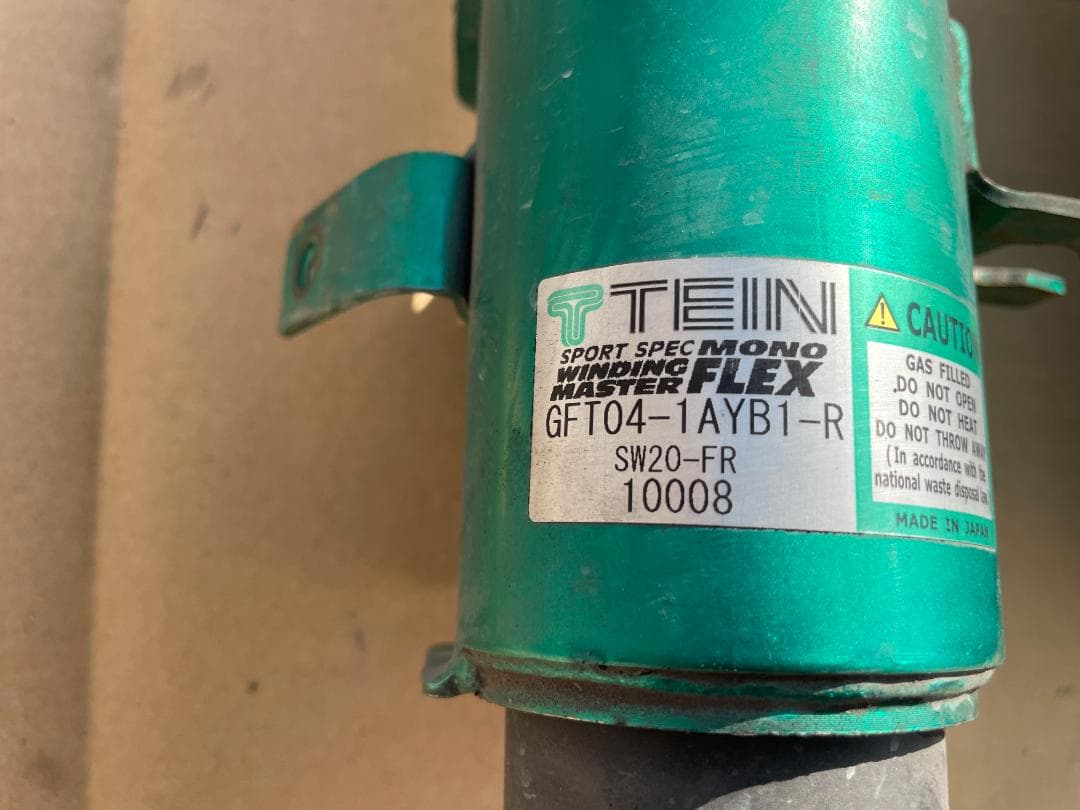 TEIN
SPORT SPEC MONO
WINDING
MASTER FLEX
GFT04-1AYB1-R
SW20-FR
10008
CAUTION
GAS FILLED
DO NOT OPEN
DO NOT HEAT
DO NOT THROW AWAY
(In accordance with the
national waste disposal law
MADE IN JAPAN